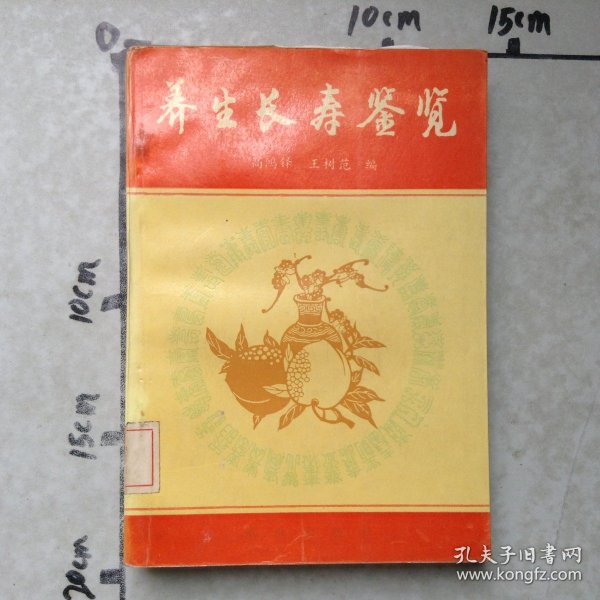 0
10cm
15cm
养生长寿鉴览
王树范 编
10cm
15cm
20cm
孔夫子旧书网
www.kongfz.com